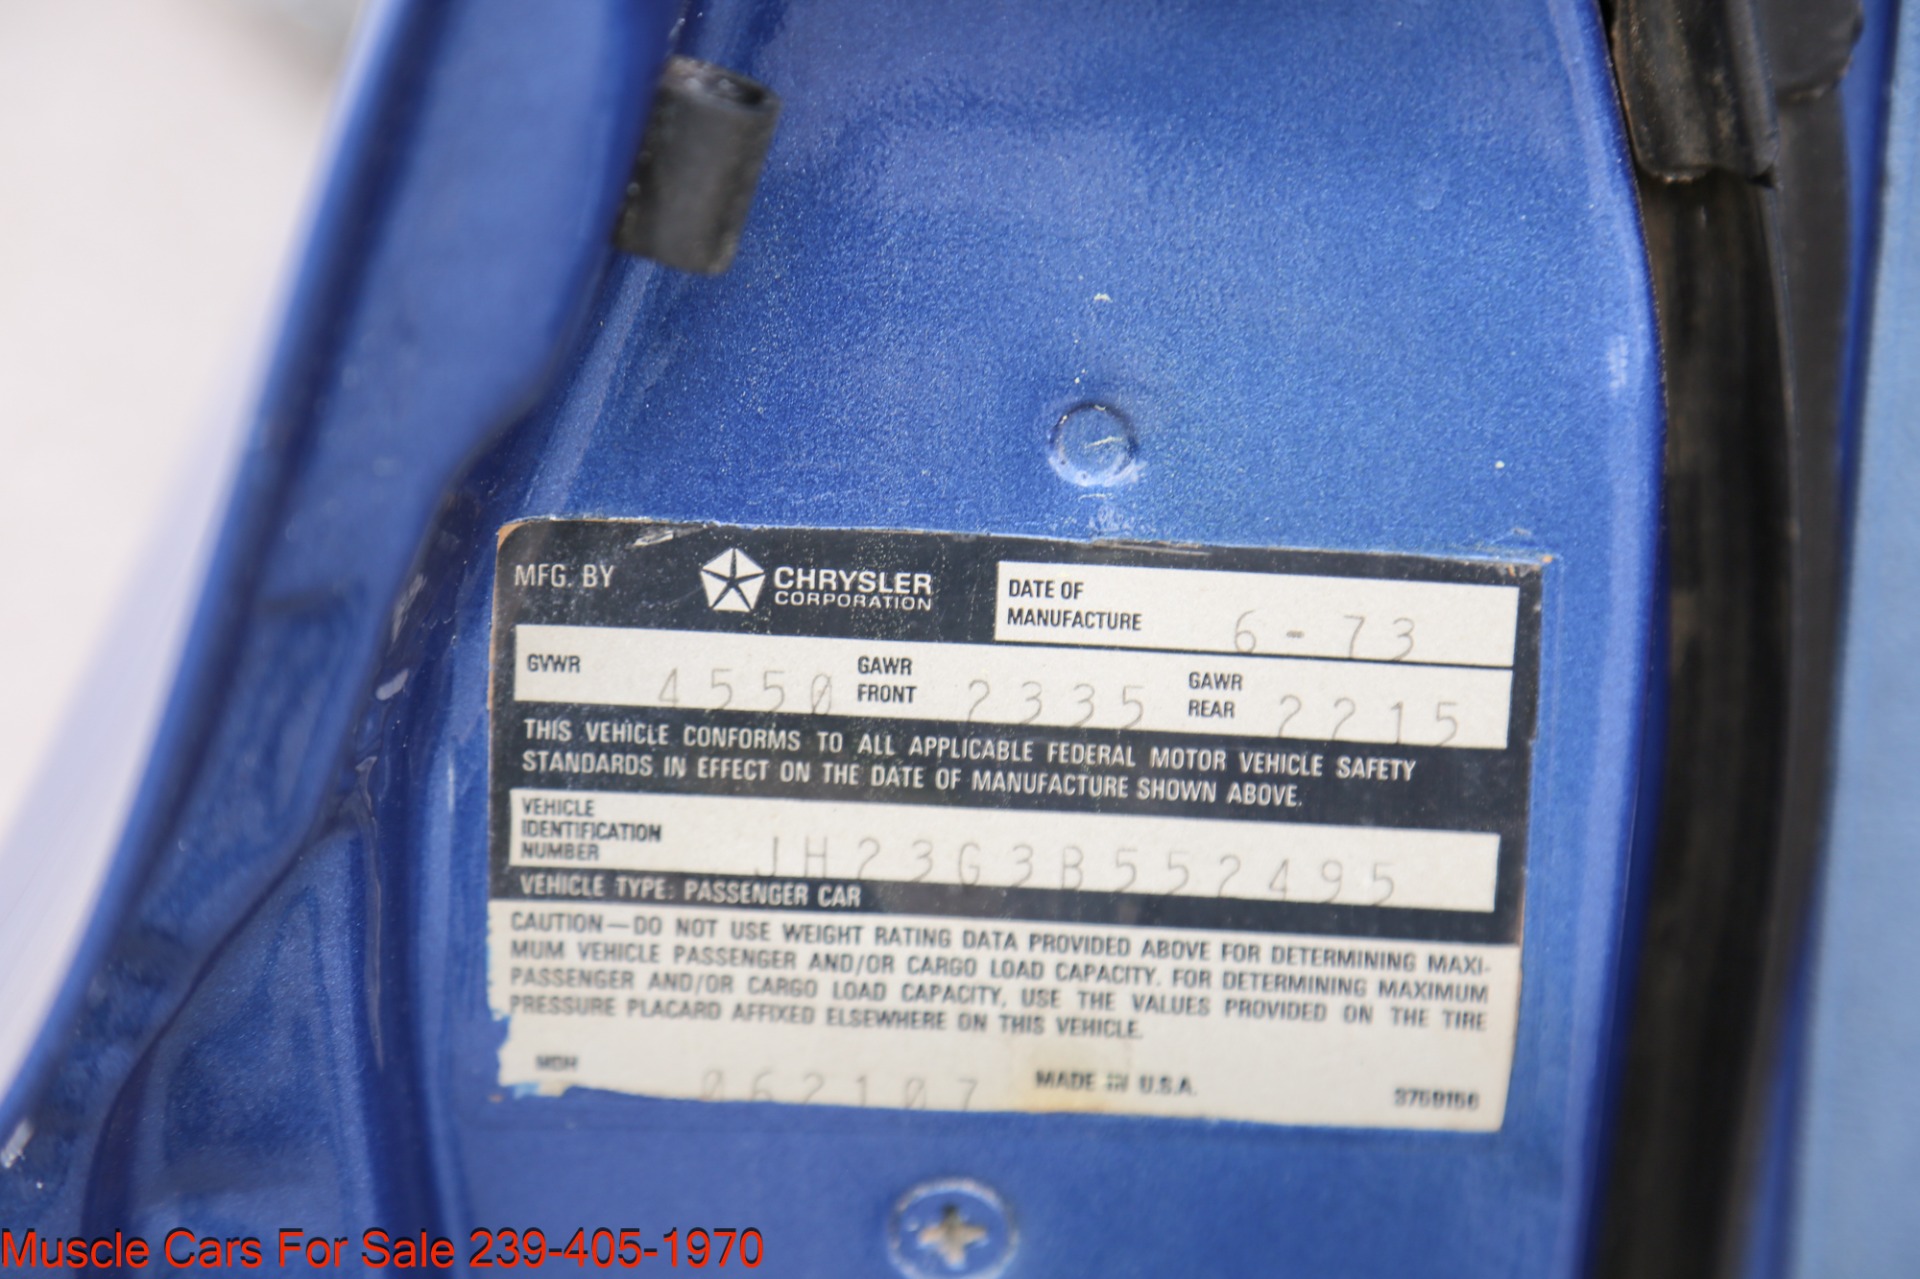 MFG. BY CHRYSLER CORPORATION DATE OF MANUFACTURE 6-73
GVWR 4550 GAWR FRONT 2335 GAWR REAR 2215
THIS VEHICLE CONFORMS TO ALL APPLICABLE FEDERAL MOTOR VEHICLE SAFETY
STANDARDS IN EFFECT ON THE DATE OF MANUFACTURE SHOWN ABOVE.
VEHICLE
IDENTIFICATION
NUMBER JH23G3B552495
VEHICLE TYPE: PASSENGER CAR
CAUTION—DO NOT USE WEIGHT RATING DATA PROVIDED ABOVE FOR DETERMINING MAXI-
MUM VEHICLE PASSENGER AND/OR CARGO LOAD CAPACITY. FOR DETERMINING MAXIMUM
PASSENGER AND/OR CARGO LOAD CAPACITY, USE THE VALUES PROVIDED ON THE TIRE
PRESSURE PLACARD AFFIXED ELSEWHERE ON THIS VEHICLE.
MDH 062107 MADE IN U.S.A. 3759156
Muscle Cars For Sale 239-405-1970